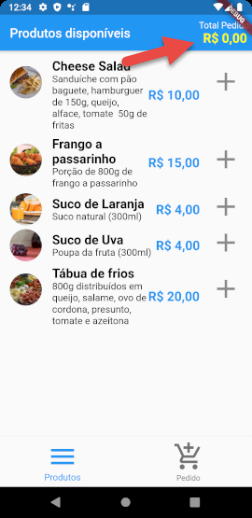 12:34
Total Pedido
Produtos disponíveis
R$ 0,00
Cheese Salad
Sanduíche com pão
baguete, hamburguer
de 150g, queijo,
alface, tomate 50g de
fritas
R$ 10,00
Frango a
passarinho
Porção de 800g de
frango a passarinho
R$ 15,00
Suco de Laranja
Suco natural (300ml)
R$ 4,00
Suco de Uva
Poupa da fruta (300ml)
R$ 4,00
Tábua de frios
800g distribuídos em
queijo, salame, ovo de
cordona, presunto,
tomate e azeitona
R$ 20,00
Produtos
Pedido